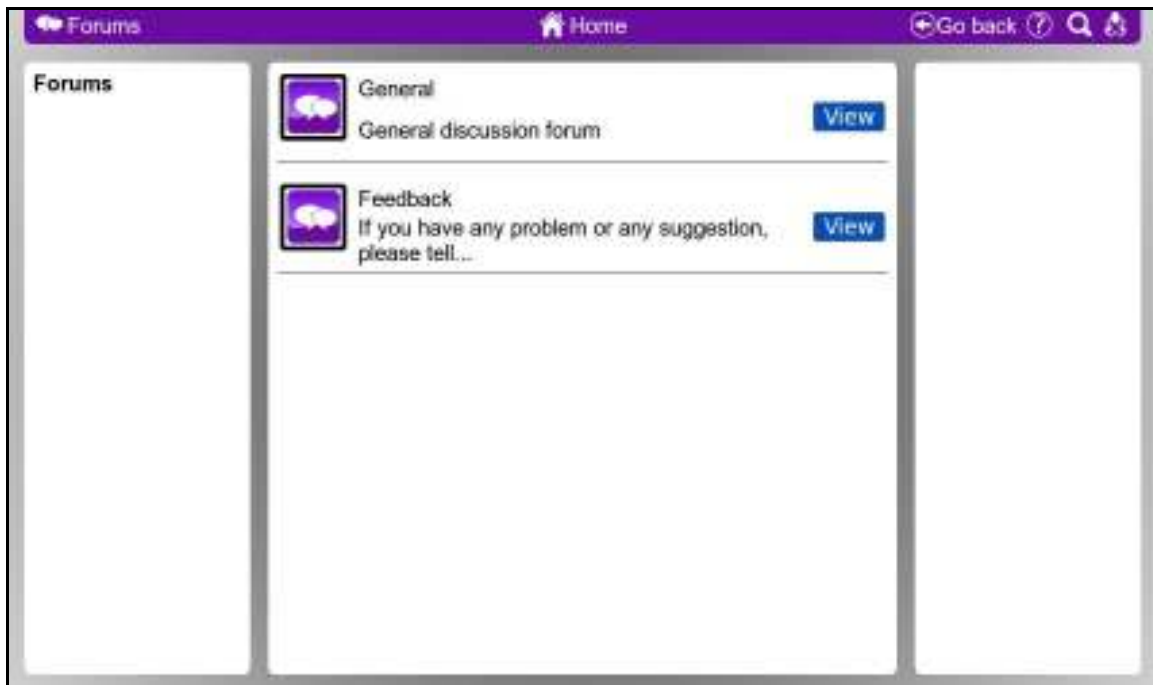 Forums
Home
Go back
Forums
General
General discussion forum
View
Feedback
If you have any problem or any suggestion,
please tell...
View